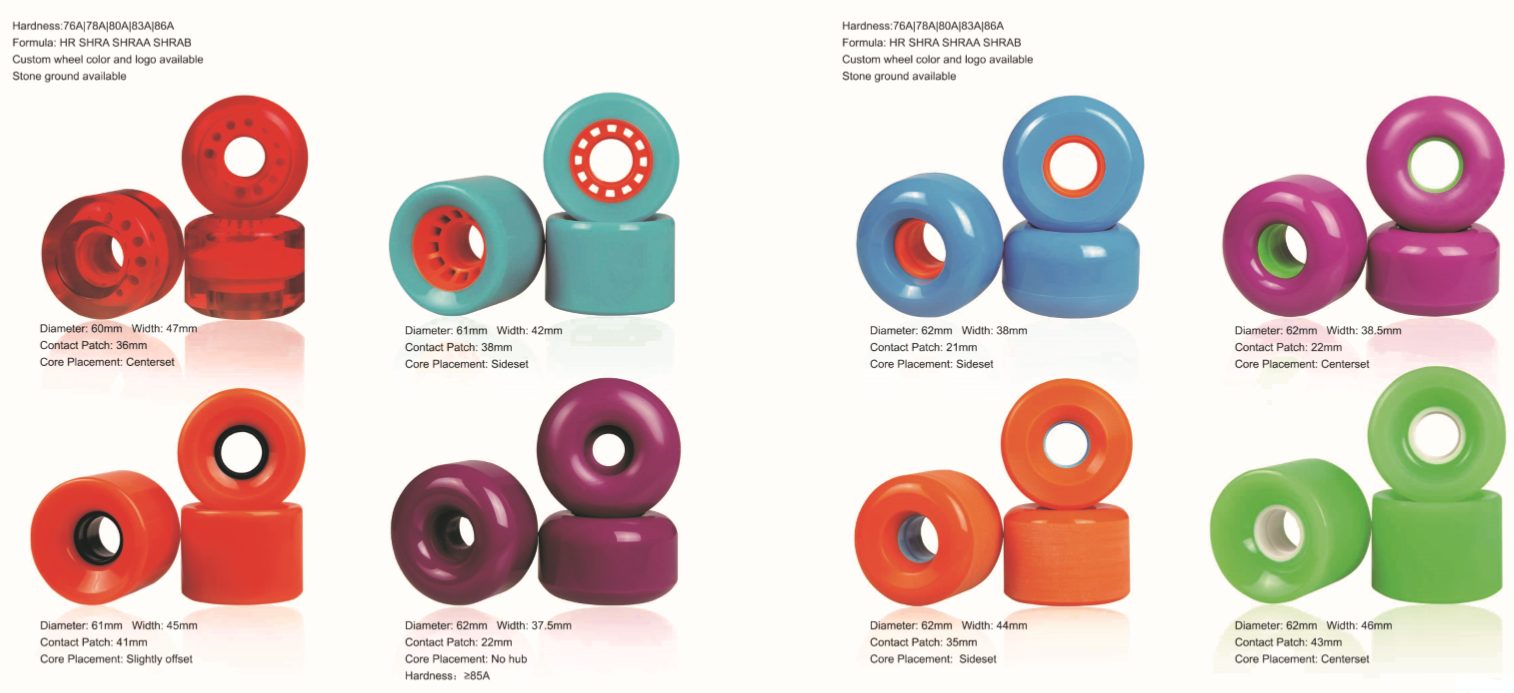 Hardness:76A|78A|80A|83A|86A
Formula: HR SHRA SHRAA SHRAB
Custom wheel color and logo available
Stone ground available
Diameter: 60mm Width: 47mm
Contact Patch: 36mm
Core Placement: Centerset
Diameter: 61mm Width: 42mm
Contact Patch: 38mm
Core Placement: Sideset
Diameter: 61mm Width: 45mm
Contact Patch: 41mm
Core Placement: Slightly offset
Diameter: 62mm Width: 37.5mm
Contact Patch: 22mm
Core Placement: No hub
Hardness：≥85A
Hardness:76A|78A|80A|83A|86A
Formula: HR SHRA SHRAA SHRAB
Custom wheel color and logo available
Stone ground available
Diameter: 62mm Width: 38mm
Contact Patch: 21mm
Core Placement: Sideset
Diameter: 62mm Width: 38.5mm
Contact Patch: 22mm
Core Placement: Centerset
Diameter: 62mm Width: 44mm
Contact Patch: 35mm
Core Placement: Sideset
Diameter: 62mm Width: 46mm
Contact Patch: 43mm
Core Placement: Centerset